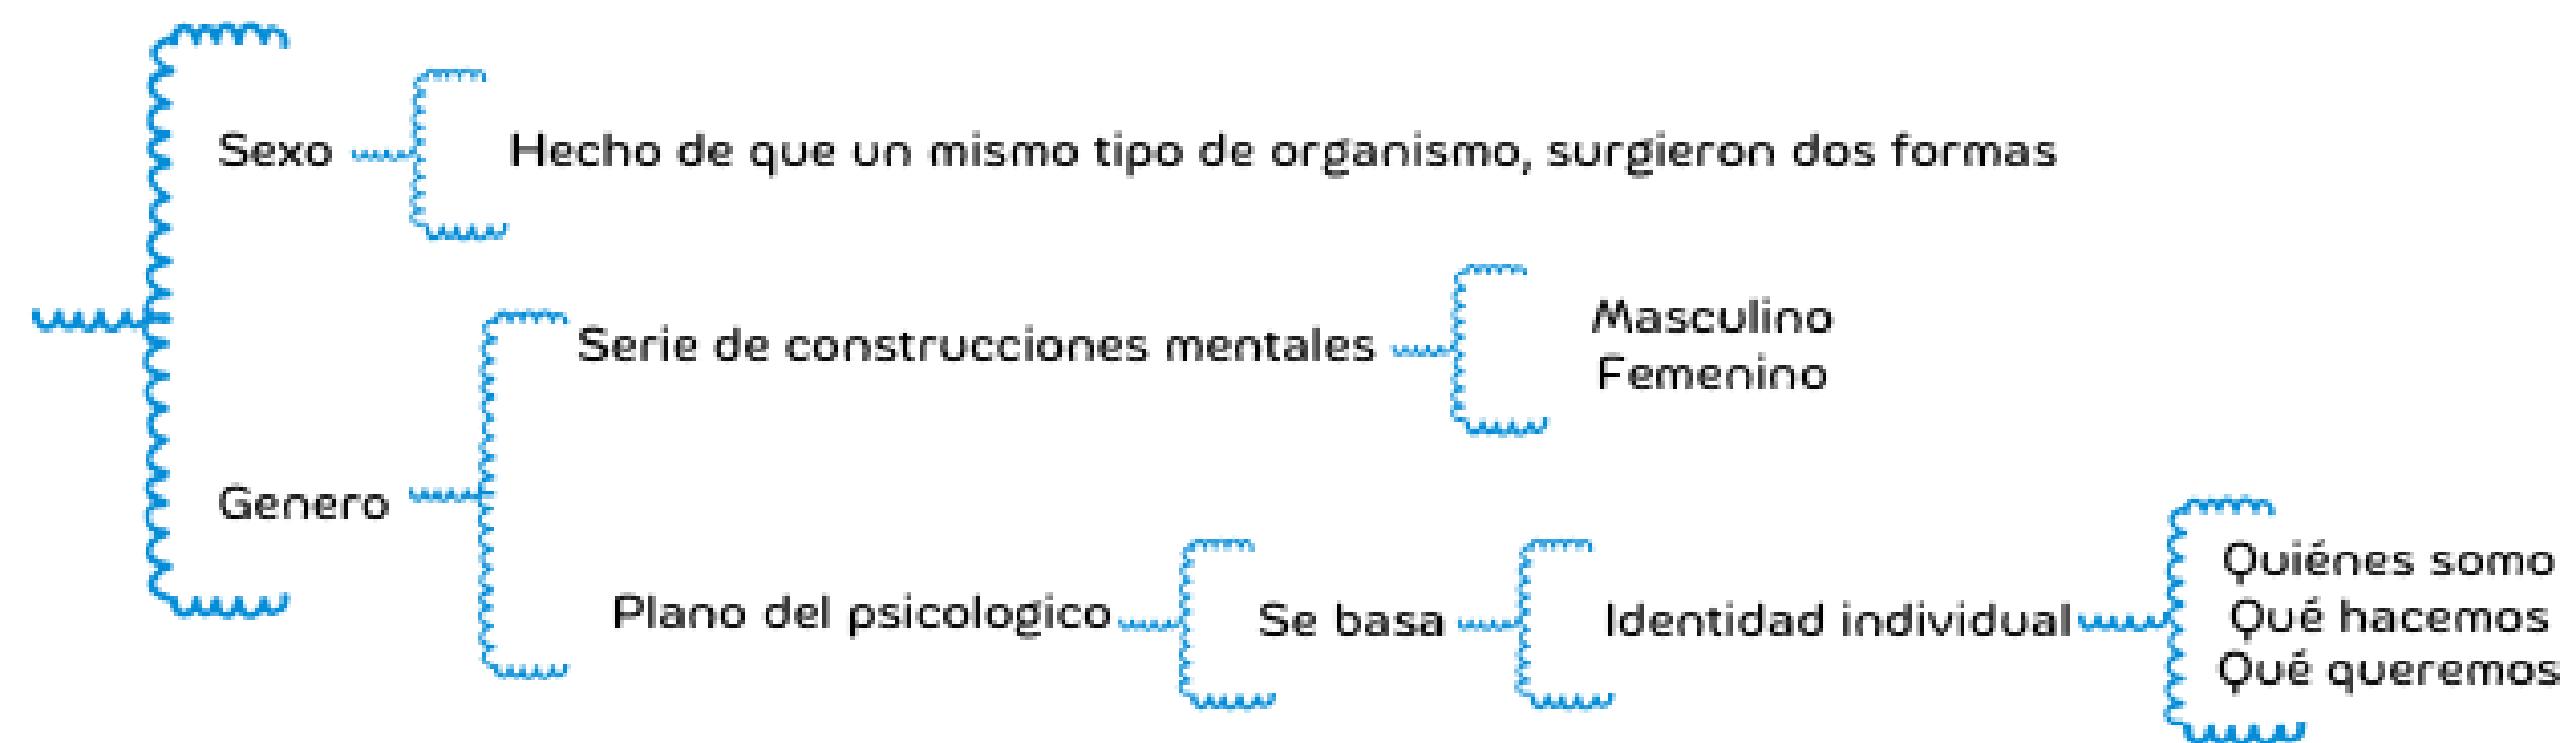 Sexo
Hecho de que un mismo tipo de organismo, surgieron dos formas
Genero
Serie de construcciones mentales
Masculino
Femenino
Plano del psicologico
Se basa
Identidad individual
Quiénes somo
Qué hacemos
Qué queremos